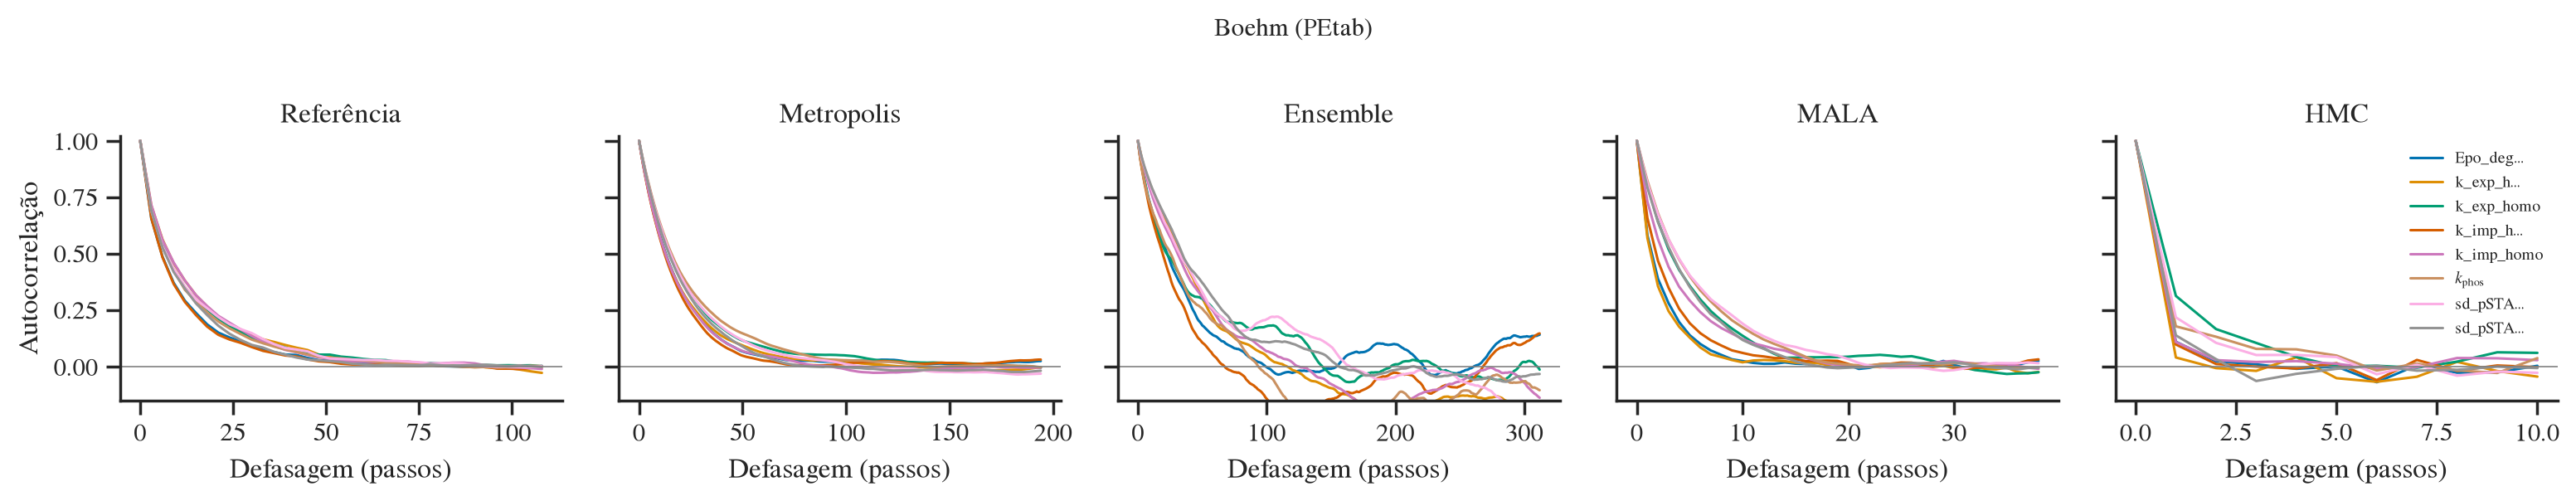 Boehm (PEtab)
Referência
Metropolis
Ensemble
MALA
HMC
Autocorrelação
1.00
0.75
0.50
0.25
0.00
0 25 50 75 100
0 50 100 150 200
0 100 200 300
0 10 20 30
0.0 2.5 5.0 7.5 10.0
Defasagem (passos)
Defasagem (passos)
Defasagem (passos)
Defasagem (passos)
Defasagem (passos)
Epo_deg...
k_exp_h...
k_exp_homo
k_imp_h...
k_imp_homo
k_phos
sd_pSTA...
sd_pSTA...